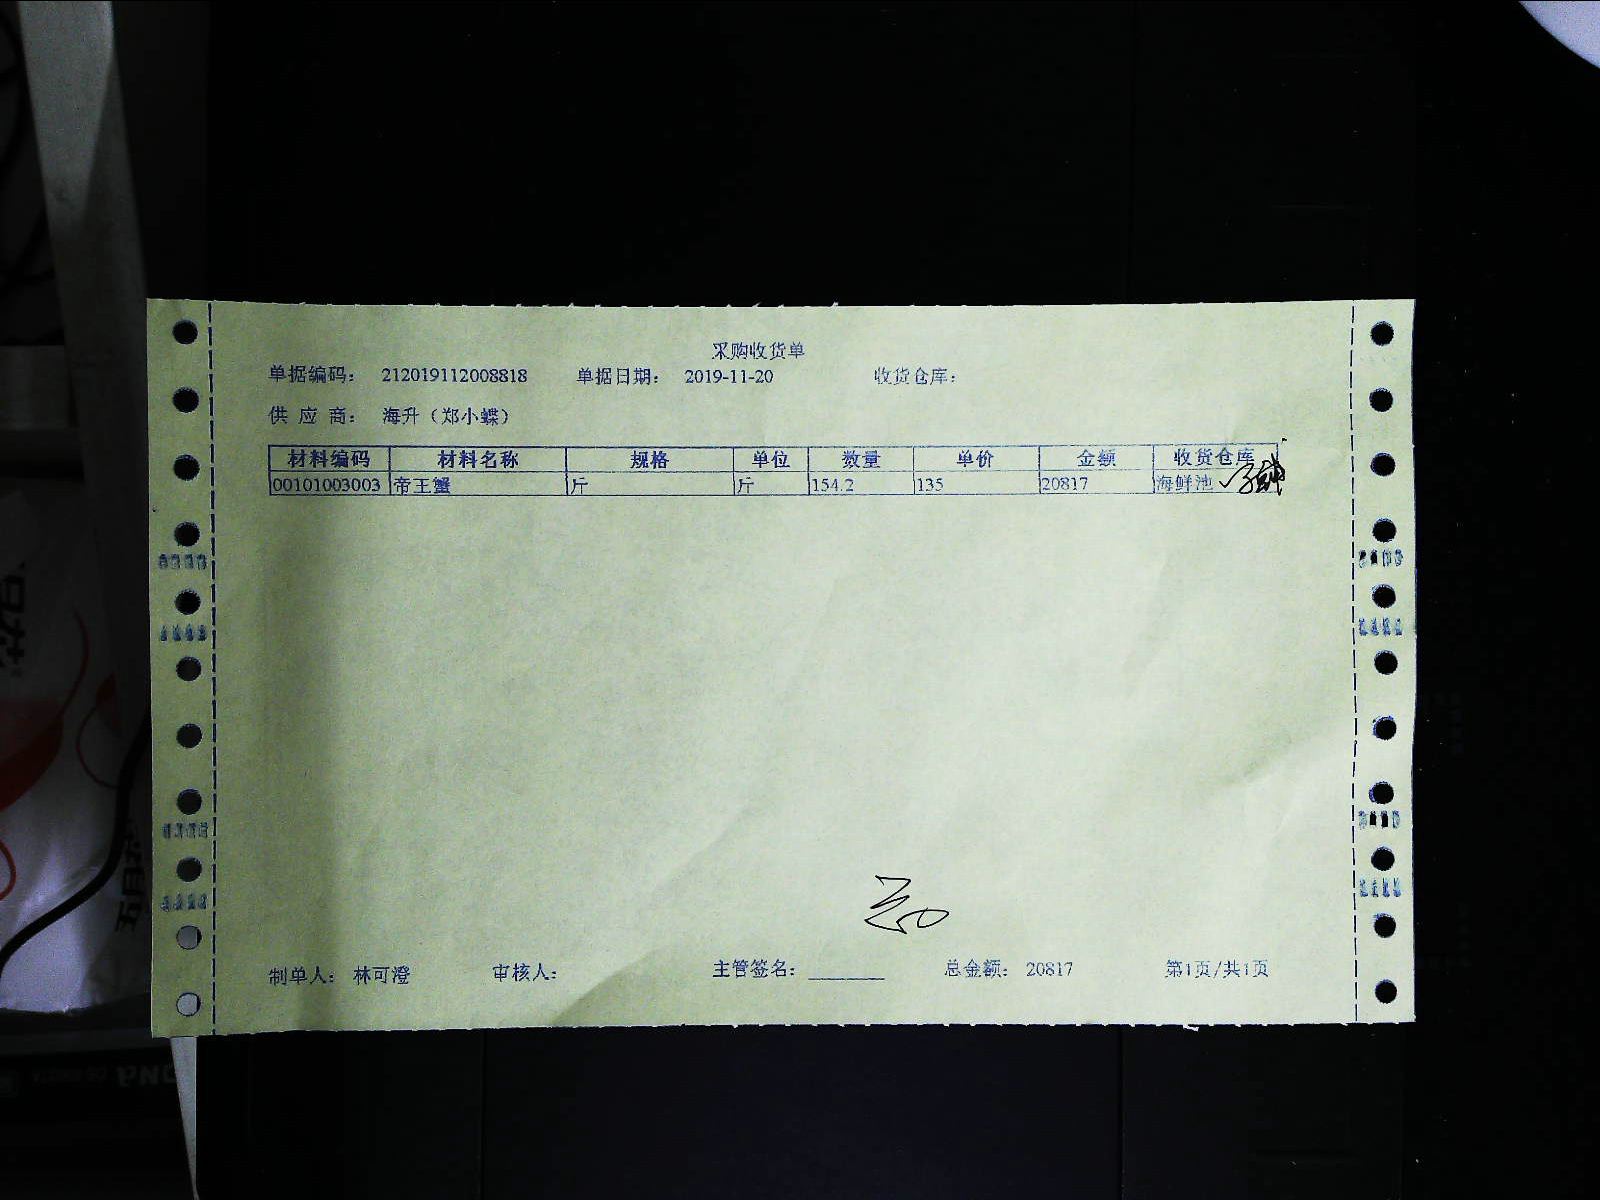 采购收货单
单据编码： 212019112008818 单据日期： 2019-11-20 收货仓库：
供 应 商： 海升（郑小蝶）
材料编码 材料名称 规格 单位 数量 单价 金额 收货仓库
00101003003 帝王蟹 斤 斤 154.2 135 20817 海鲜池
制单人： 林可澄 审核人： 主管签名： ________ 总金额： 20817 第1页/共1页